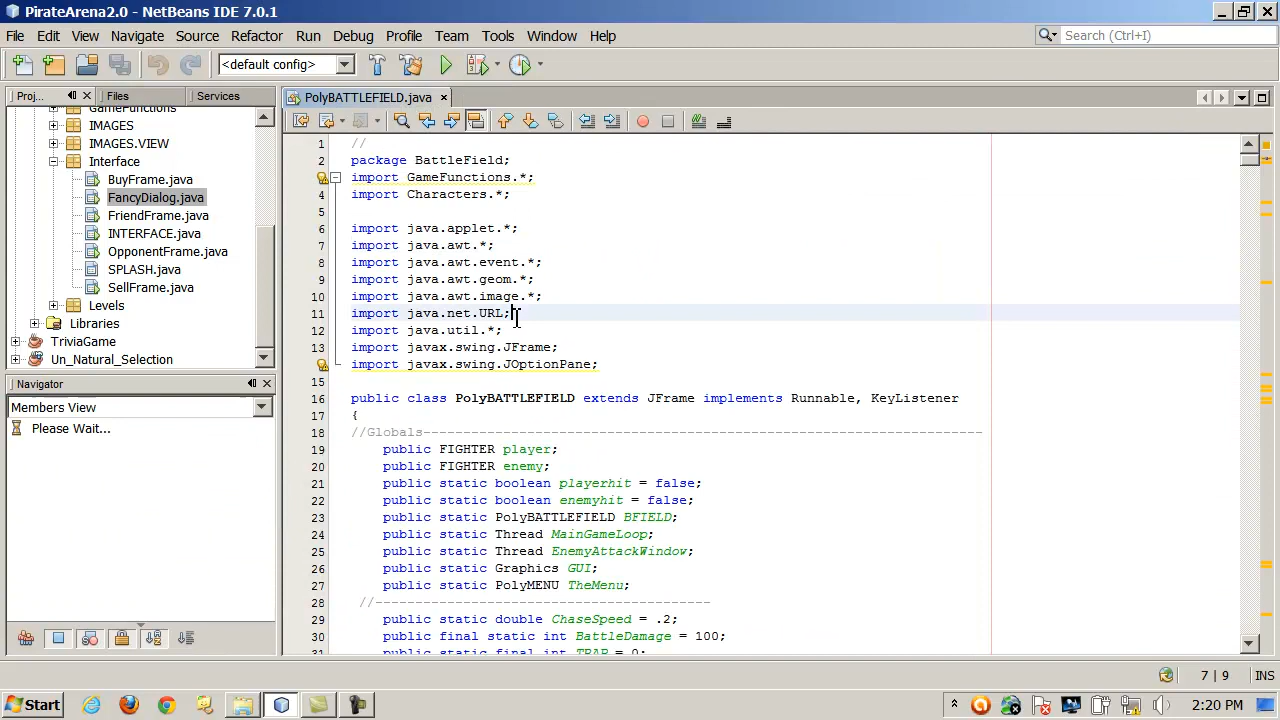 PirateArena2.0 - NetBeans IDE 7.0.1
File Edit View Navigate Source Refactor Run Debug Profile Team Tools Window Help
Search (Ctrl+I)
<default config>
Proj... Files Services
PolyBATTLEFIELD.java
GameFunctions
IMAGES
IMAGES.VIEW
Interface
BuyFrame.java
FancyDialog.java
FriendFrame.java
INTERFACE.java
OpponentFrame.java
SPLASH.java
SellFrame.java
Levels
Libraries
TriviaGame
Un_Natural_Selection
Navigator
Members View
Please Wait...
1 //
2 package BattleField;
import GameFunctions.*;
4 import Characters.*;
5
6 import java.applet.*;
7 import java.awt.*;
8 import java.awt.event.*;
9 import java.awt.geom.*;
10 import java.awt.image.*;
11 import java.net.URL;
12 import java.util.*;
13 import javax.swing.JFrame;
import javax.swing.JOptionPane;
15
16 public class PolyBATTLEFIELD extends JFrame implements Runnable, KeyListener
17 {
18 //Globals----------------------------------------------------------------------
19 public FIGHTER player;
20 public FIGHTER enemy;
21 public static boolean playerhit = false;
22 public static boolean enemyhit = false;
23 public static PolyBATTLEFIELD BFIELD;
24 public static Thread MainGameLoop;
25 public static Thread EnemyAttackWindow;
26 public static Graphics GUI;
27 public static PolyMENU TheMenu;
28 //------------------------------------------
29 public static double ChaseSpeed = .2;
30 public final static int BattleDamage = 100;
31 public static final int TRAP = 0;
7 | 9 INS
Start
2:20 PM